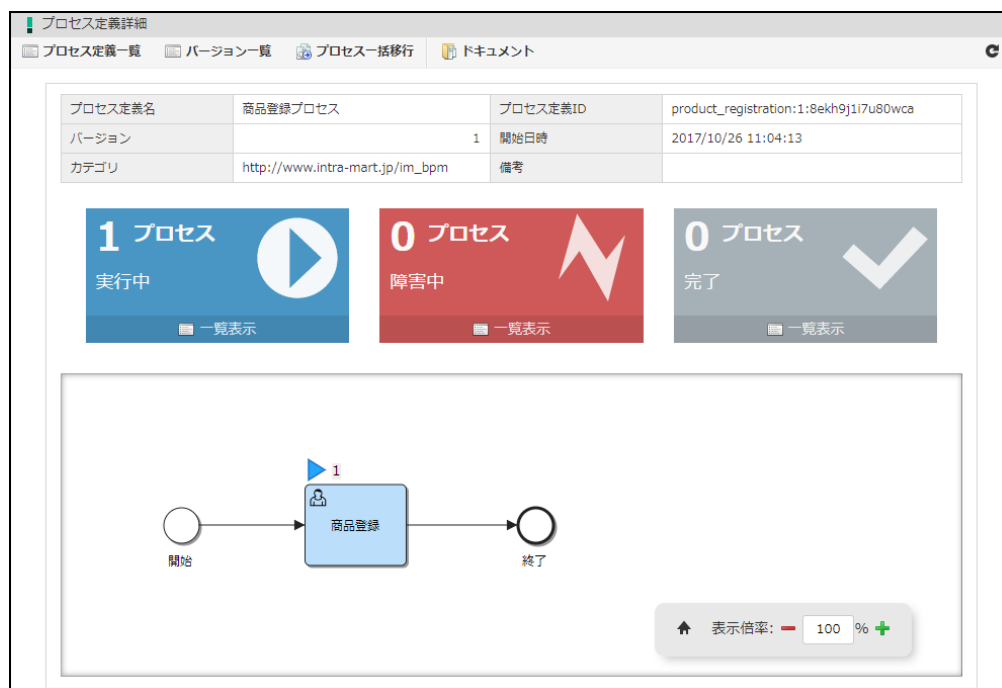 プロセス定義詳細
プロセス定義一覧 バージョン一覧 プロセス一括移行 ドキュメント
プロセス定義名 商品登録プロセス プロセス定義ID product_registration:1:8ekh9j1i7u80wca
バージョン 1 開始日時 2017/10/26 11:04:13
カテゴリ http://www.intra-mart.jp/im_bpm 備考
1 プロセス 0 プロセス 0 プロセス
実行中 障害中 完了
一覧表示 一覧表示 一覧表示
1
商品登録
開始 終了
表示倍率: 100 %